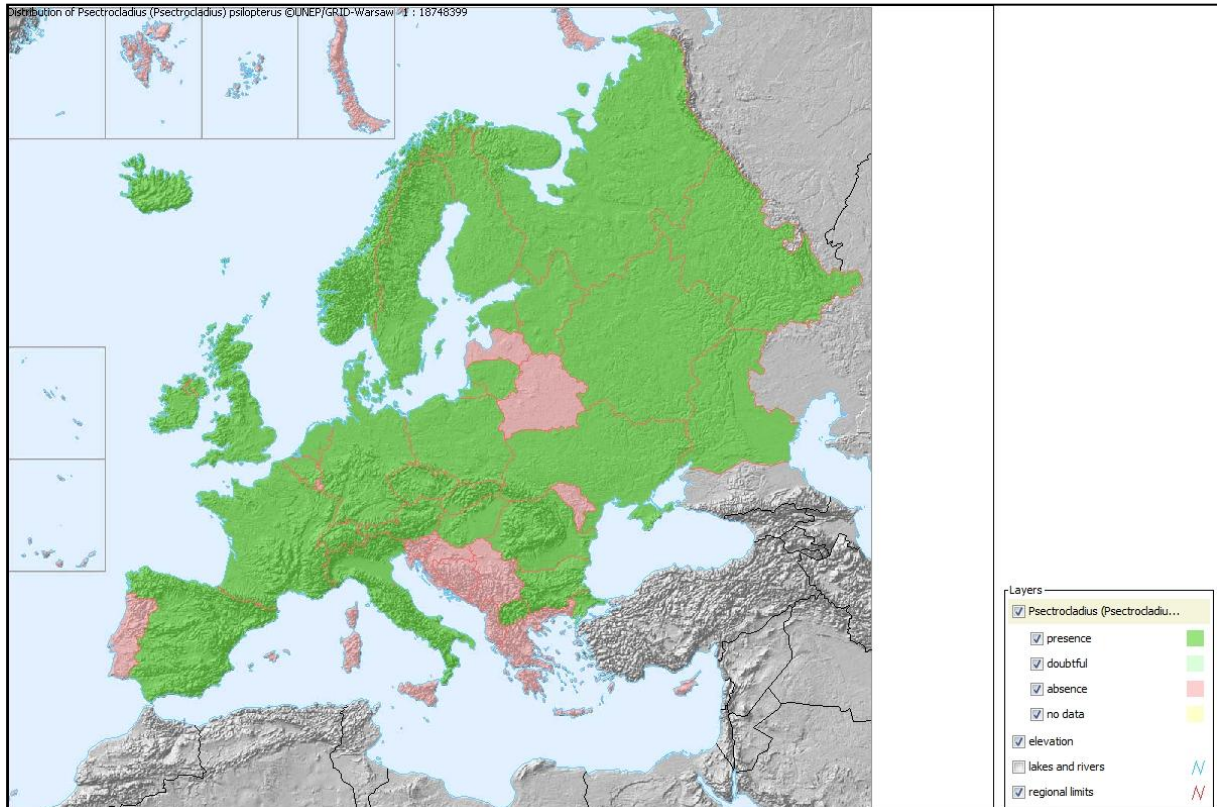 Distribution of Psectrocladius (Psectrocladius) psilopterus ©UNEP/GRID-Warsaw 1 : 18748399
Layers
Psectrocladius (Psectrocladiu...
presence
doubtful
absence
no data
elevation
lakes and rivers
regional limits